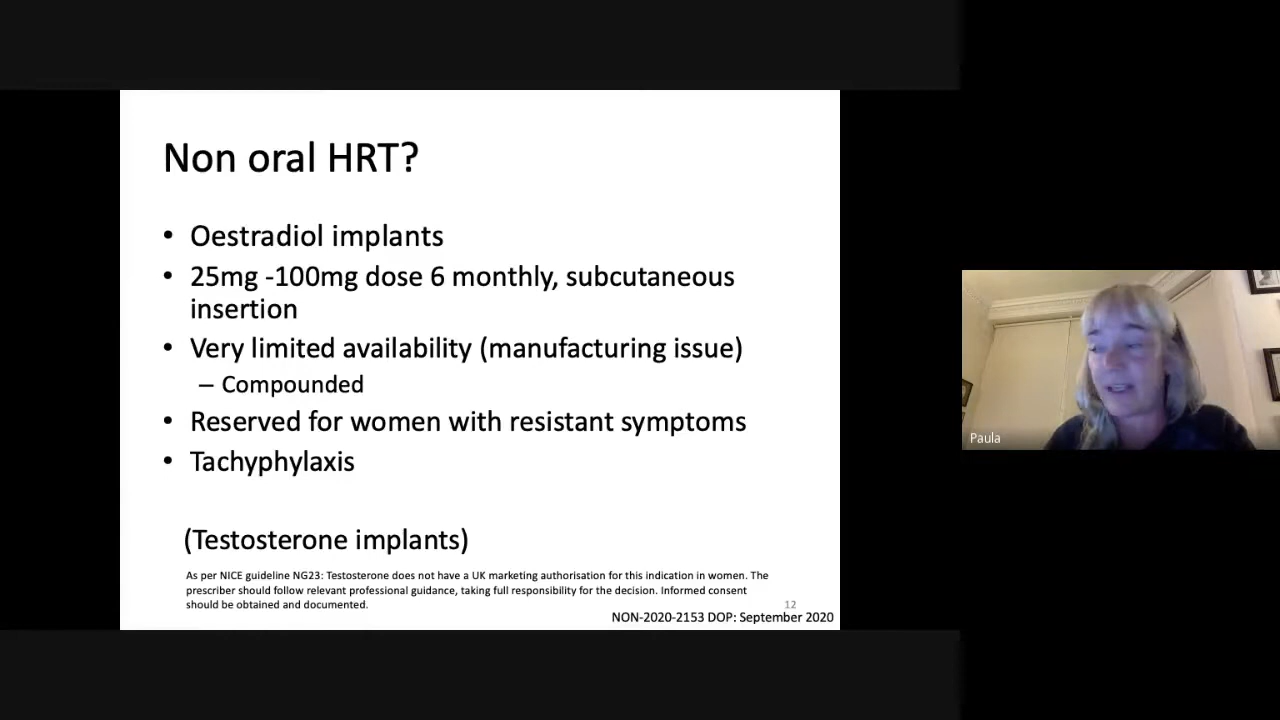 Non oral HRT?
• Oestradiol implants
• 25mg -100mg dose 6 monthly, subcutaneous
insertion
• Very limited availability (manufacturing issue)
– Compounded
• Reserved for women with resistant symptoms
• Tachyphylaxis
(Testosterone implants)
As per NICE guideline NG23: Testosterone does not have a UK marketing authorisation for this indication in women. The
prescriber should follow relevant professional guidance, taking full responsibility for the decision. Informed consent
should be obtained and documented.
12
NON-2020-2153 DOP: September 2020
Paula